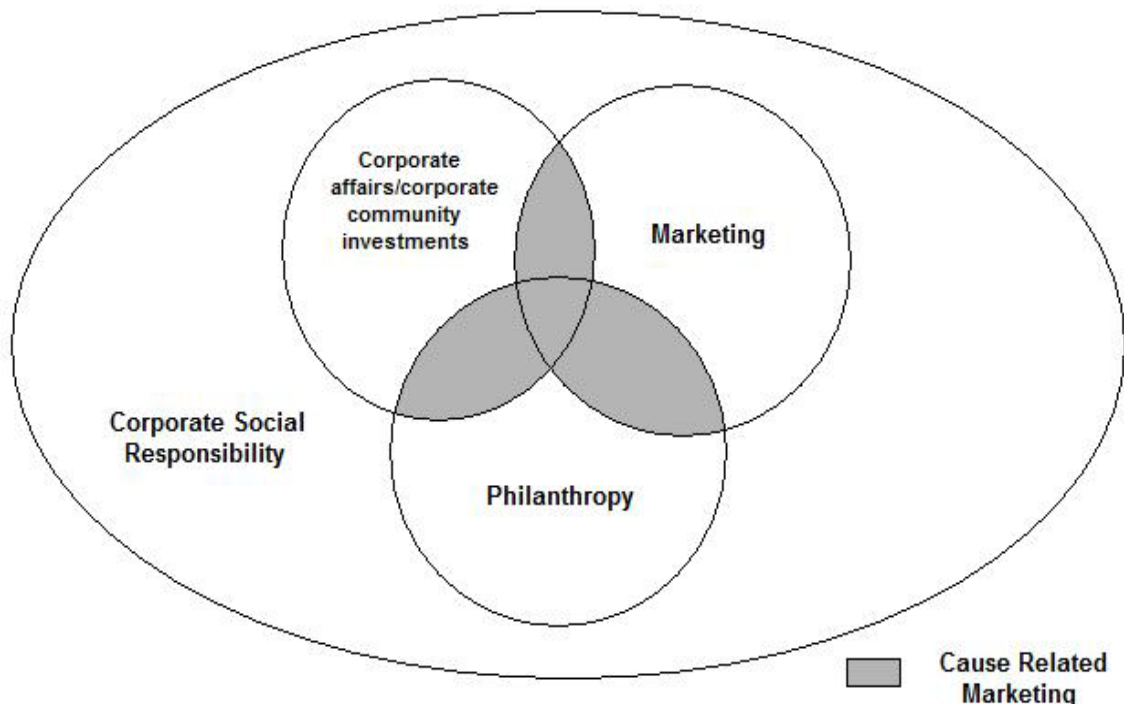 Corporate
affairs/corporate
community
investments
Marketing
Corporate Social
Responsibility
Philanthropy
Cause Related
Marketing